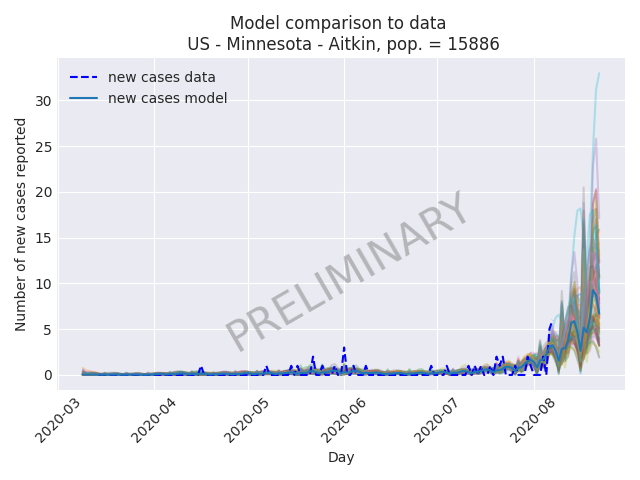 Model comparison to data
US - Minnesota - Aitkin, pop. = 15886
new cases data
new cases model
Number of new cases reported
30
25
20
15
10
5
0
PRELIMINARY
2020-03
2020-04
2020-05
2020-06
2020-07
2020-08
Day